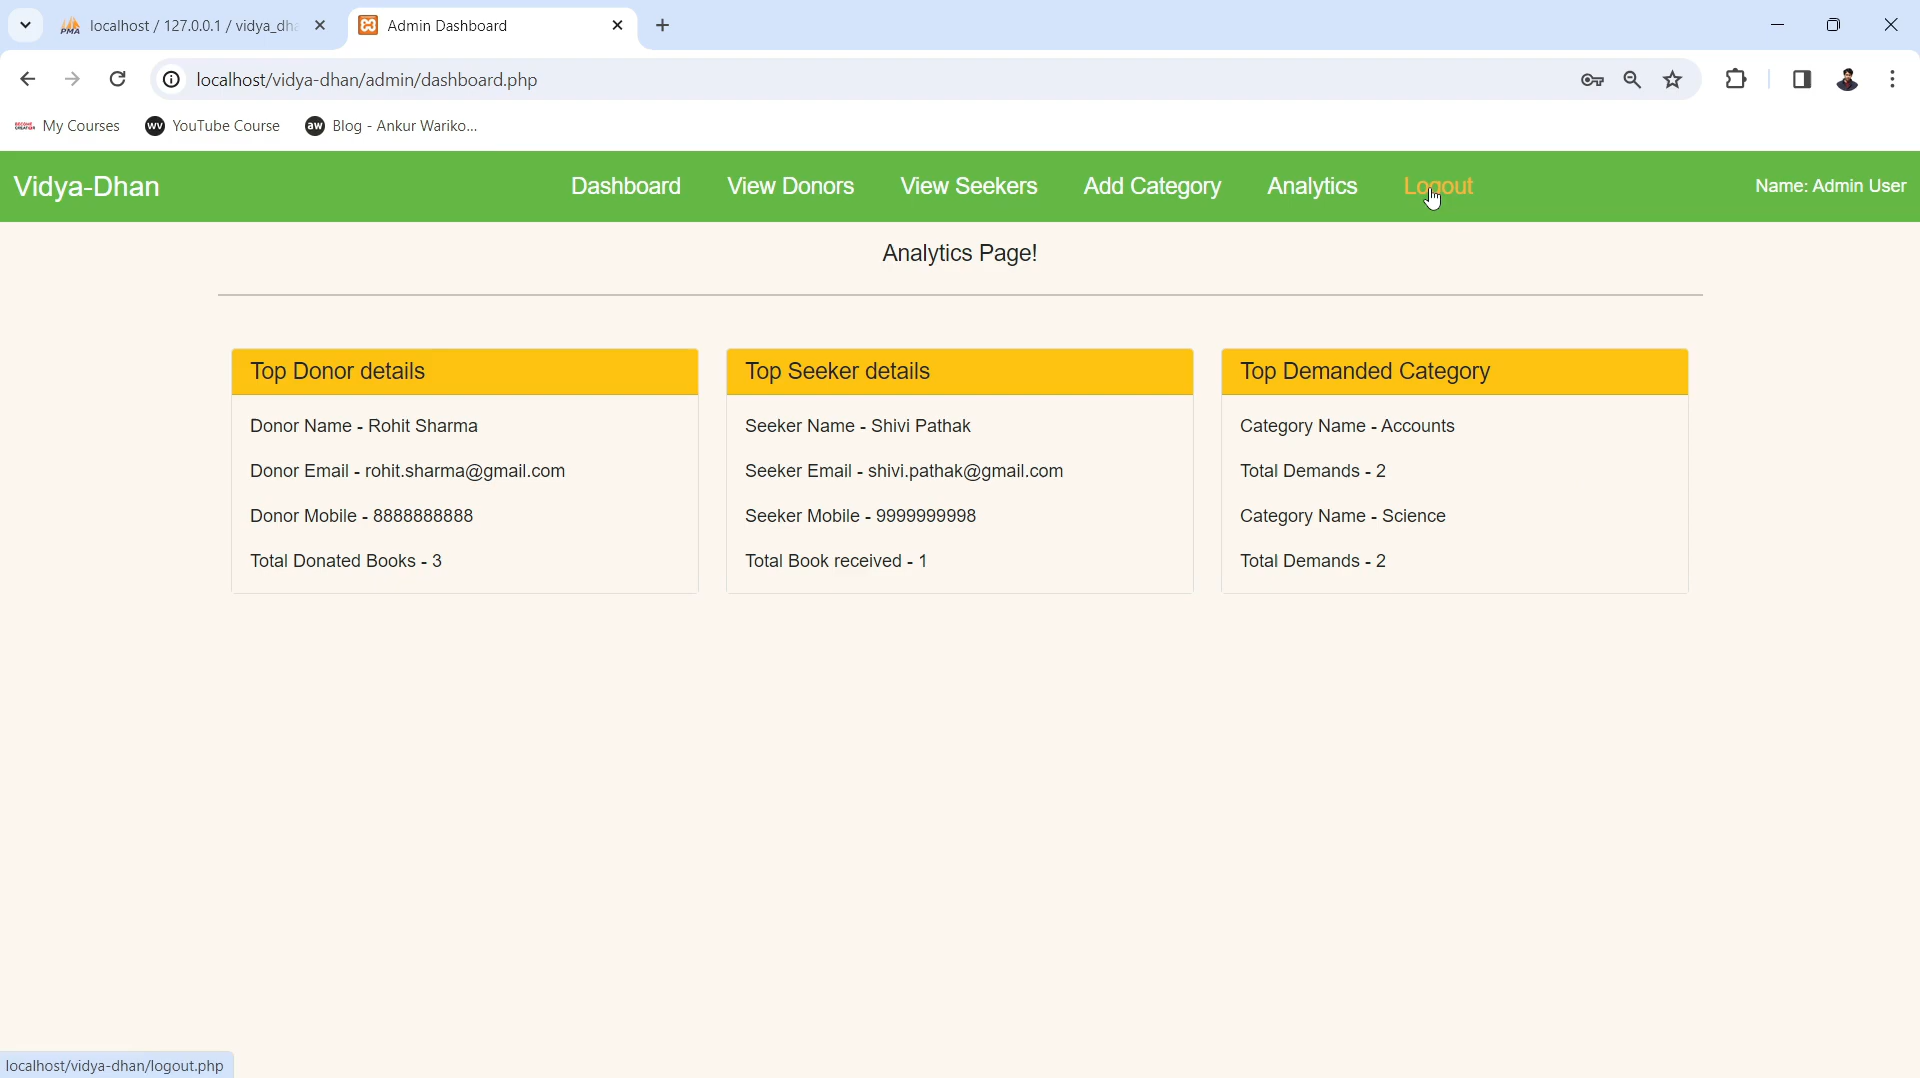 localhost / 127.0.0.1 / vidya_dha
Admin Dashboard
localhost/vidya-dhan/admin/dashboard.php
My Courses
WV YouTube Course
aw Blog - Ankur Wariko...
Vidya-Dhan
Dashboard
View Donors
View Seekers
Add Category
Analytics
Logout
Name: Admin User
Analytics Page!
Top Donor details
Donor Name - Rohit Sharma
Donor Email - rohit.sharma@gmail.com
Donor Mobile - 8888888888
Total Donated Books - 3
Top Seeker details
Seeker Name - Shivi Pathak
Seeker Email - shivi.pathak@gmail.com
Seeker Mobile - 9999999998
Total Book received - 1
Top Demanded Category
Category Name - Accounts
Total Demands - 2
Category Name - Science
Total Demands - 2
localhost/vidya-dhan/logout.php